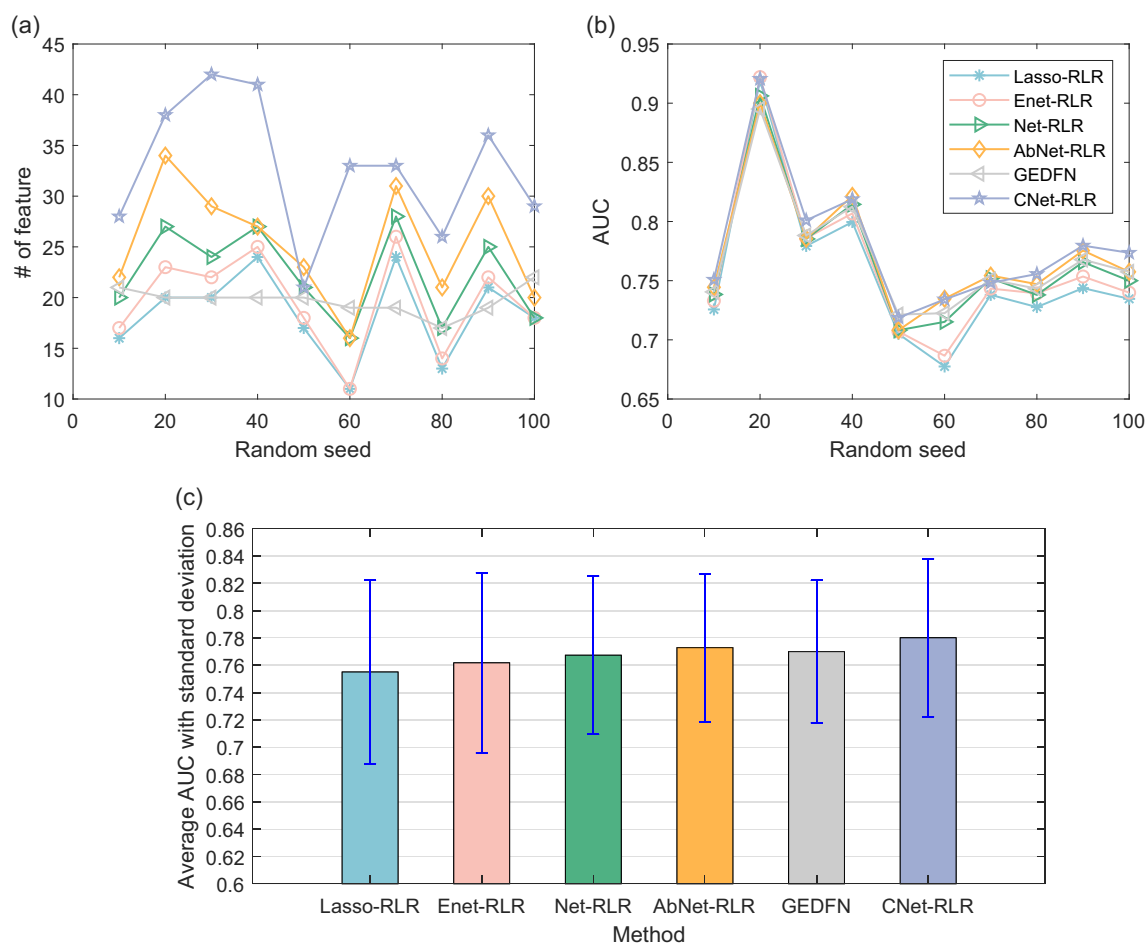 (a)
# of feature
45
40
35
30
25
20
15
10
0
20
40
60
80
100
Random seed
(b)
AUC
0.95
0.9
0.85
0.8
0.75
0.7
0.65
0
20
40
60
80
100
Random seed
Lasso-RLR
Enet-RLR
Net-RLR
AbNet-RLR
GEDFN
CNet-RLR
(c)
Average AUC with standard deviation
0.86
0.84
0.82
0.8
0.78
0.76
0.74
0.72
0.7
0.68
0.66
0.64
0.62
0.6
Lasso-RLR
Enet-RLR
Net-RLR
AbNet-RLR
GEDFN
CNet-RLR
Method